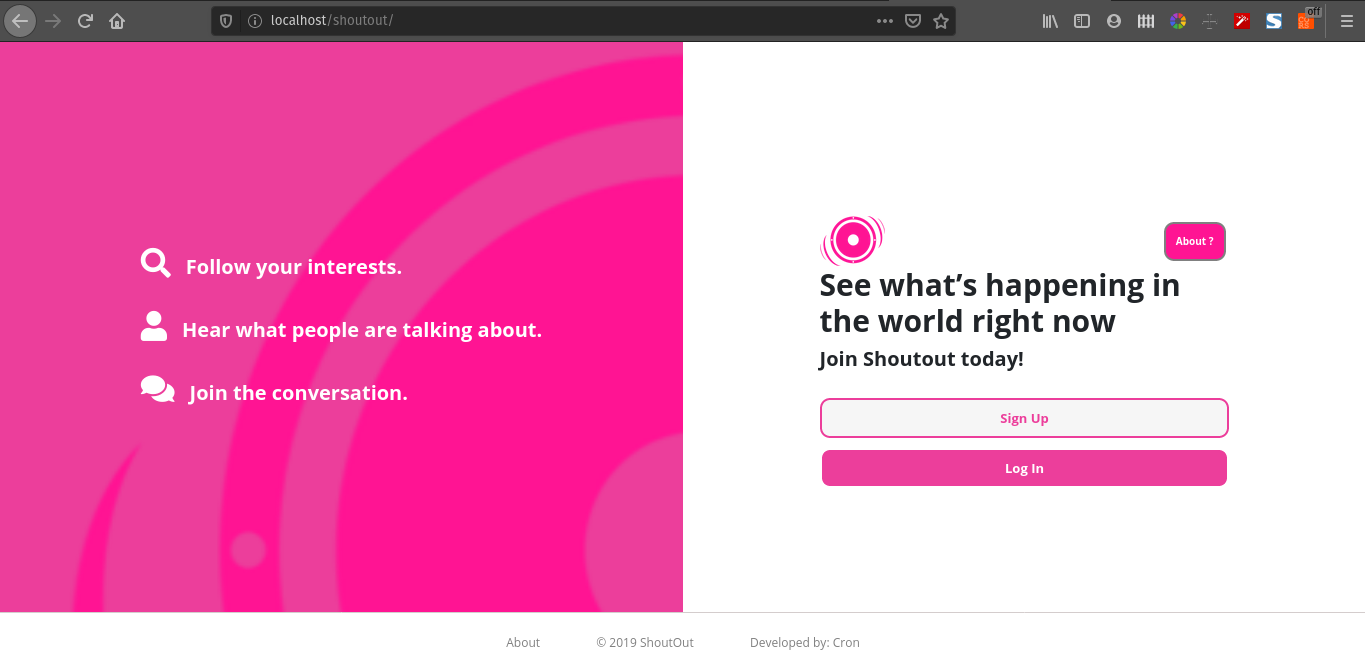 localhost/shoutout/
off
Follow your interests.
Hear what people are talking about.
Join the conversation.
About ?
See what’s happening in
the world right now
Join Shoutout today!
Sign Up
Log In
About
© 2019 ShoutOut
Developed by: Cron